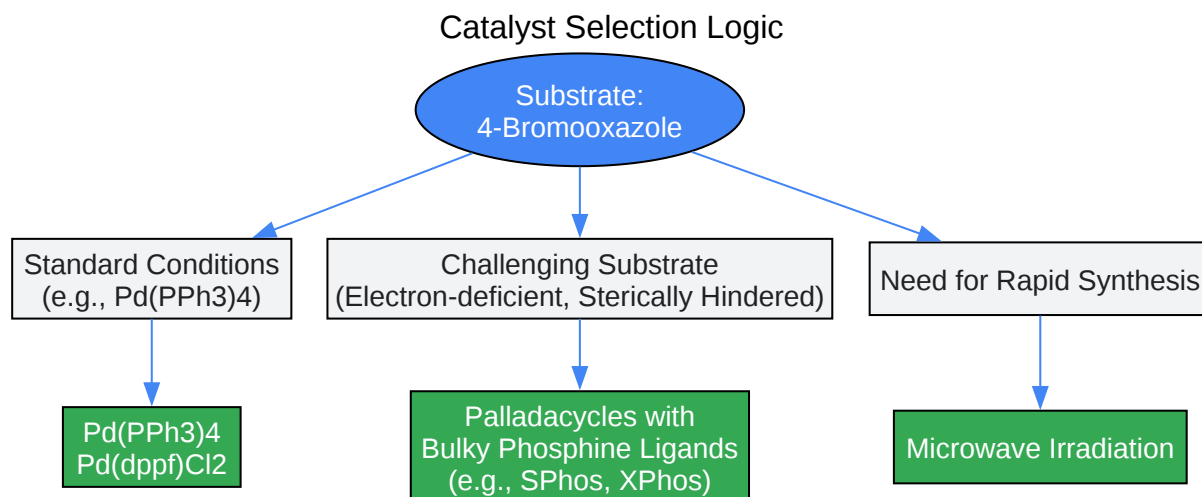 Catalyst Selection Logic
Substrate:
4-Bromooxazole
Standard Conditions
(e.g., Pd(PPh3)4)
Challenging Substrate
(Electron-deficient, Sterically Hindered)
Need for Rapid Synthesis
Pd(PPh3)4
Pd(dppf)Cl2
Palladacycles with
Bulky Phosphine Ligands
(e.g., SPhos, XPhos)
Microwave Irradiation